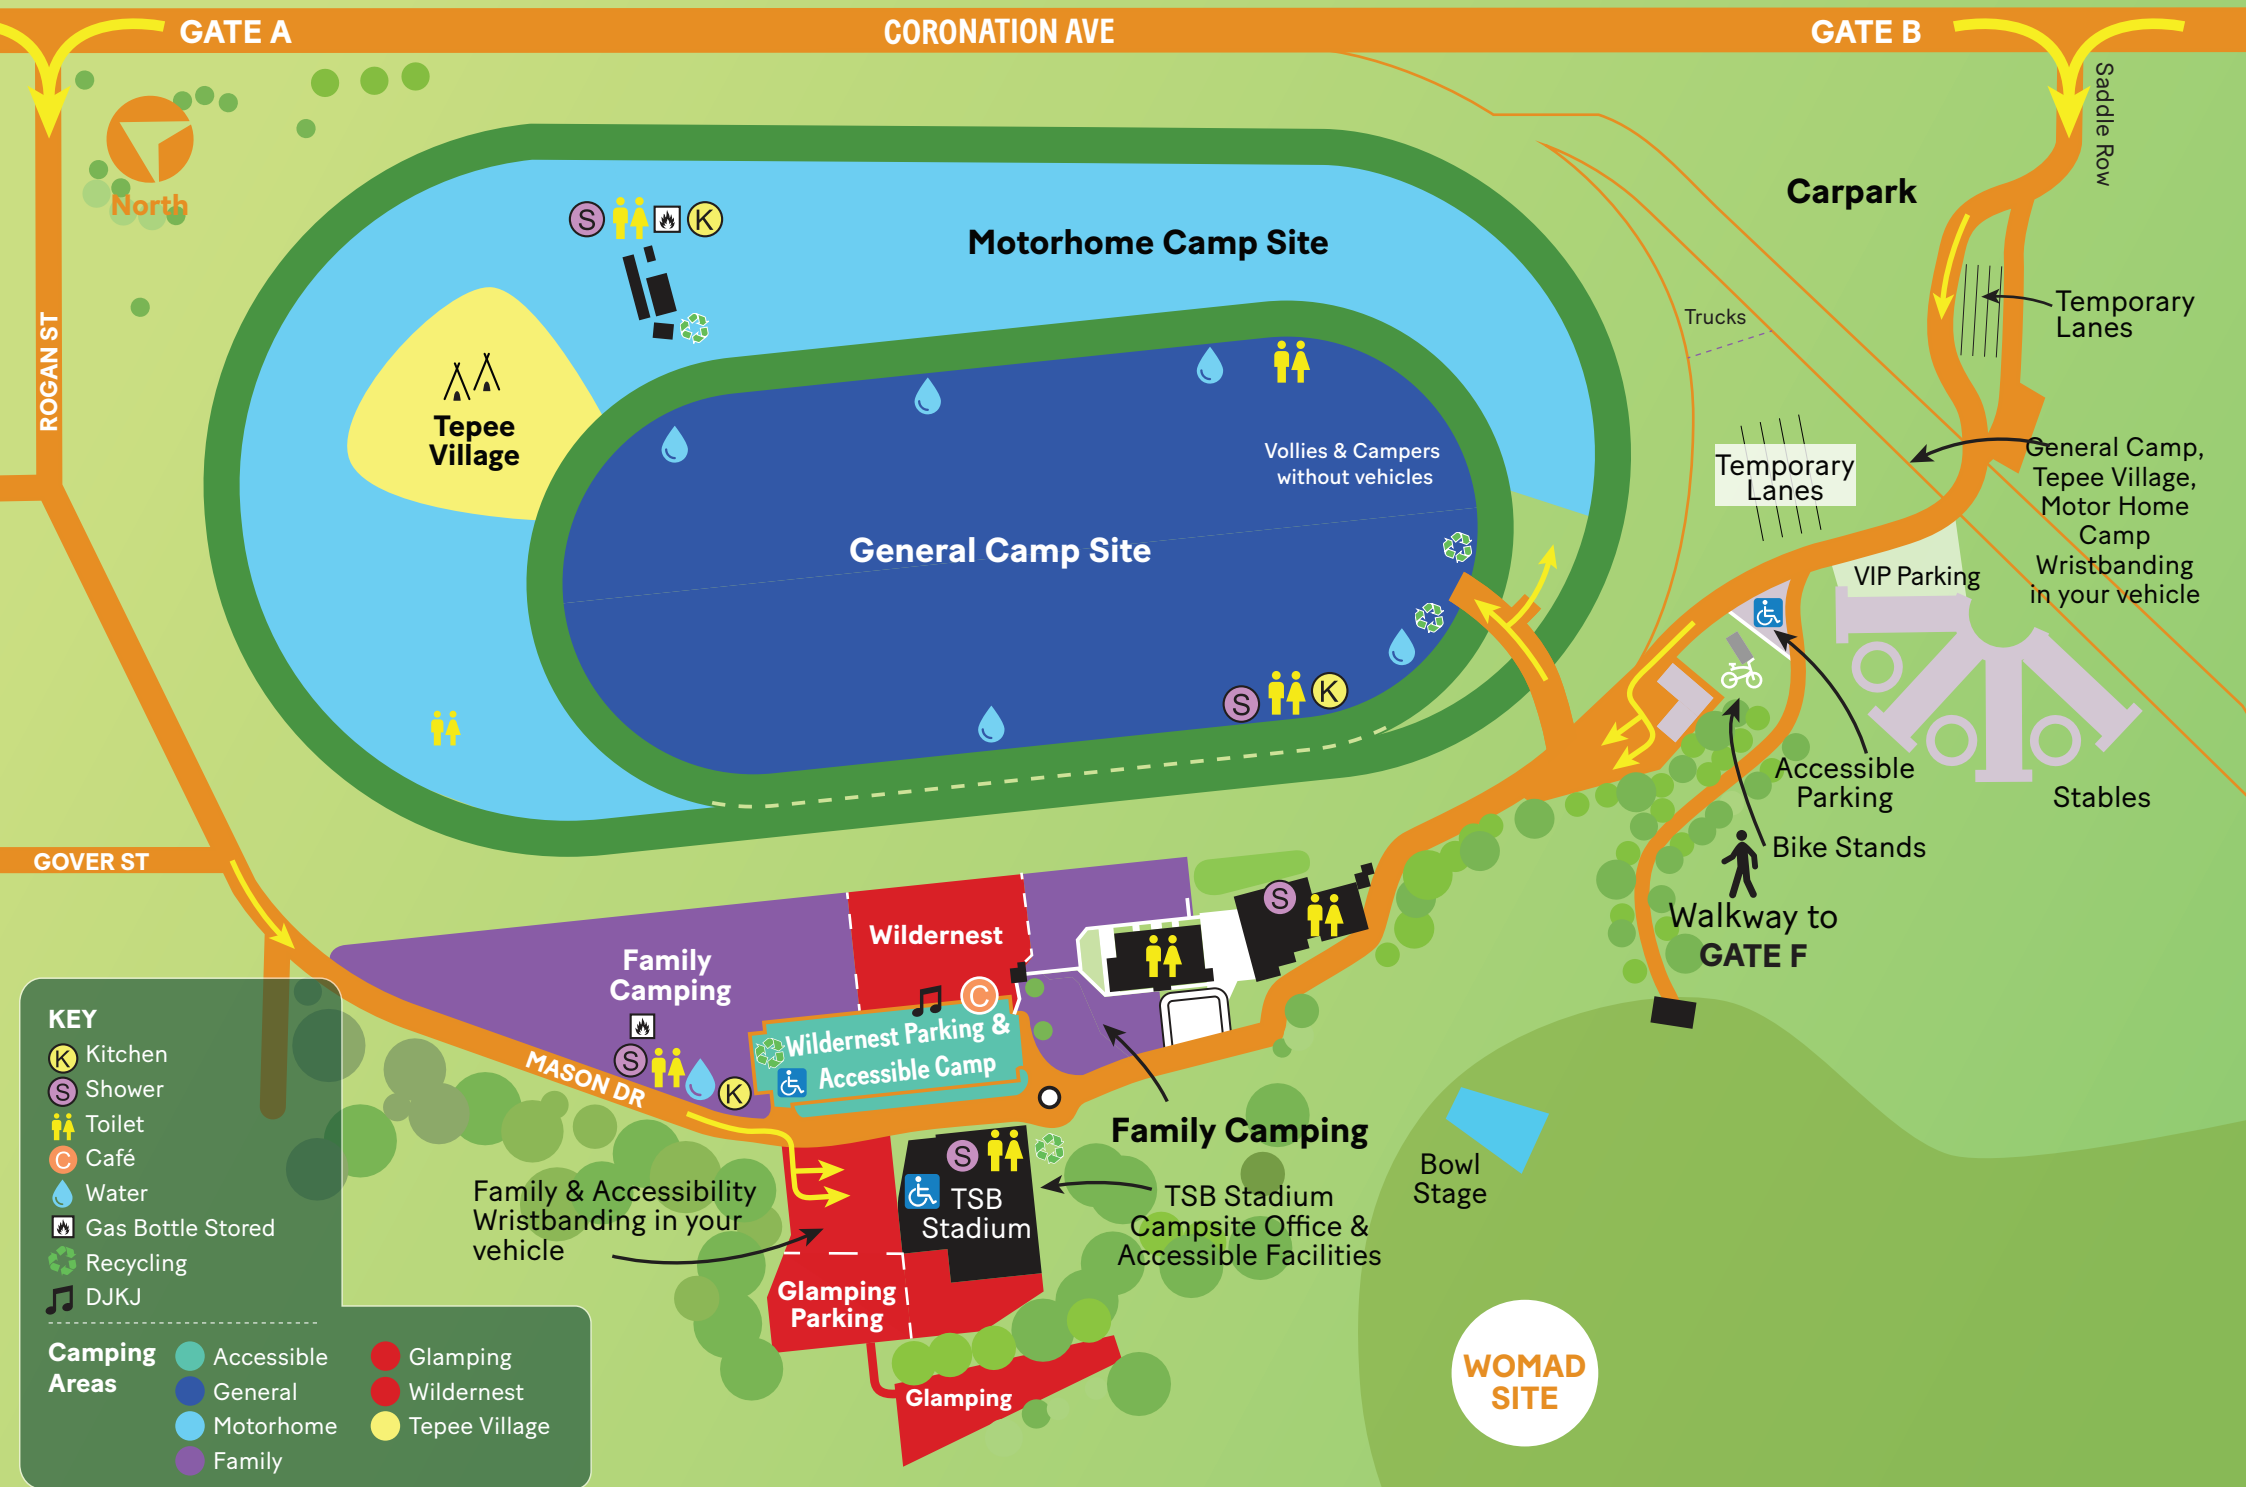 GATE A
CORONATION AVE
GATE B
Saddle Row
North
ROGAN ST
S
K
Motorhome Camp Site
Carpark
Temporary
Lanes
Trucks
Tepee
Village
Vollies & Campers
without vehicles
General Camp Site
Temporary
Lanes
General Camp,
Tepee Village,
Motor Home
Camp
Wristbanding
in your vehicle
VIP Parking
S
K
Accessible
Parking
Stables
Bike Stands
Walkway to
GATE F
GOVER ST
Wildernest
S
Family
Camping
C
Wildernest Parking &
Accessible Camp
S
K
MASON DR
Family Camping
S
TSB
Stadium
TSB Stadium
Campsite Office &
Accessible Facilities
Family & Accessibility
Wristbanding in your
vehicle
Glamping
Parking
Glamping
Bowl
Stage
WOMAD
SITE
KEY
K Kitchen
S Shower
Toilet
C Café
Water
Gas Bottle Stored
Recycling
DJKJ
Camping
Areas
Accessible
General
Motorhome
Family
Glamping
Wildernest
Tepee Village